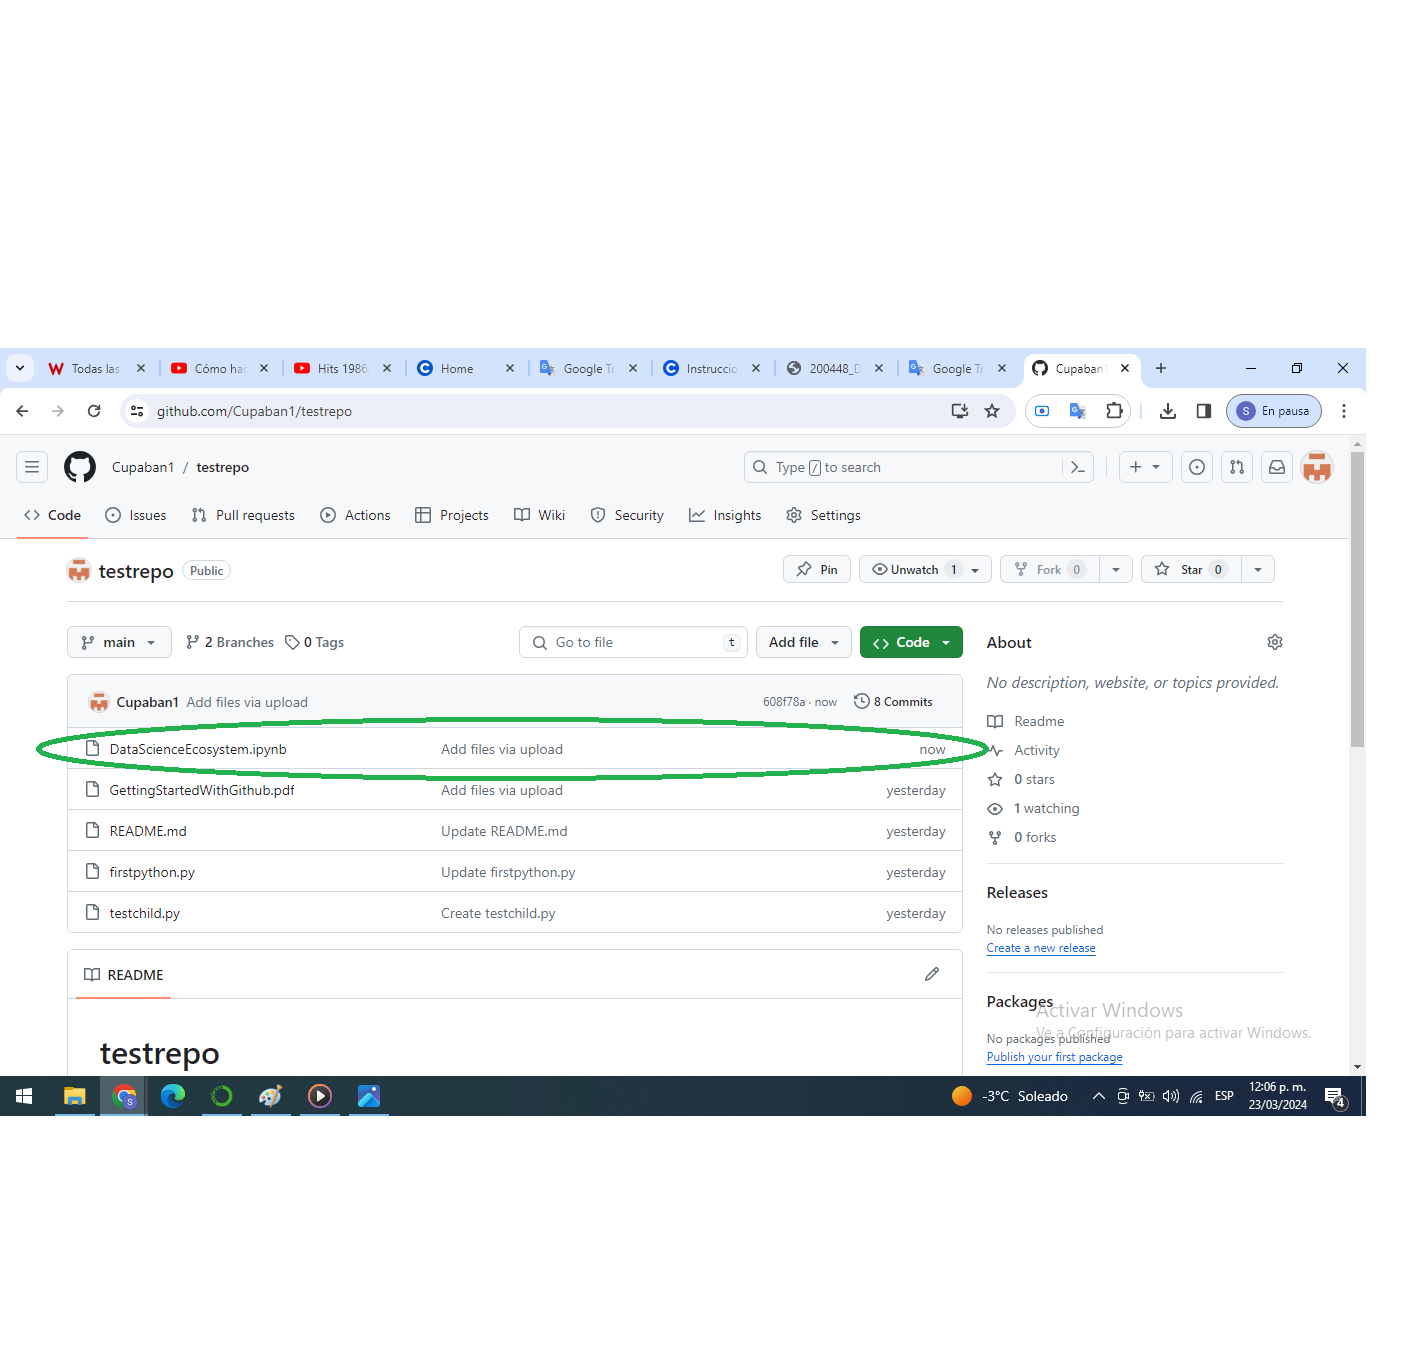 Todas las
Cómo hac
Hits 1986
Home
Google Tr
Instruccio
200448_D
Google Tr
Cupaban1
github.com/Cupaban1/testrepo
S En pausa
Cupaban1 / testrepo
Type / to search
Code Issues Pull requests Actions Projects Wiki Security Insights Settings
testrepo Public
Pin Unwatch 1 Fork 0 Star 0
main 2 Branches 0 Tags
Go to file t Add file Code
Cupaban1 Add files via upload 608f78a · now 8 Commits
DataScienceEcosystem.ipynb Add files via upload now
GettingStartedWithGithub.pdf Add files via upload yesterday
README.md Update README.md yesterday
firstpython.py Update firstpython.py yesterday
testchild.py Create testchild.py yesterday
README
testrepo
About
No description, website, or topics provided.
Readme
Activity
0 stars
1 watching
0 forks
Releases
No releases published
Create a new release
Packages
No packages published
Publish your first package
Activar Windows
Ve a Configuración para activar Windows.
-3°C Soleado
ESP
12:06 p. m.
23/03/2024
4